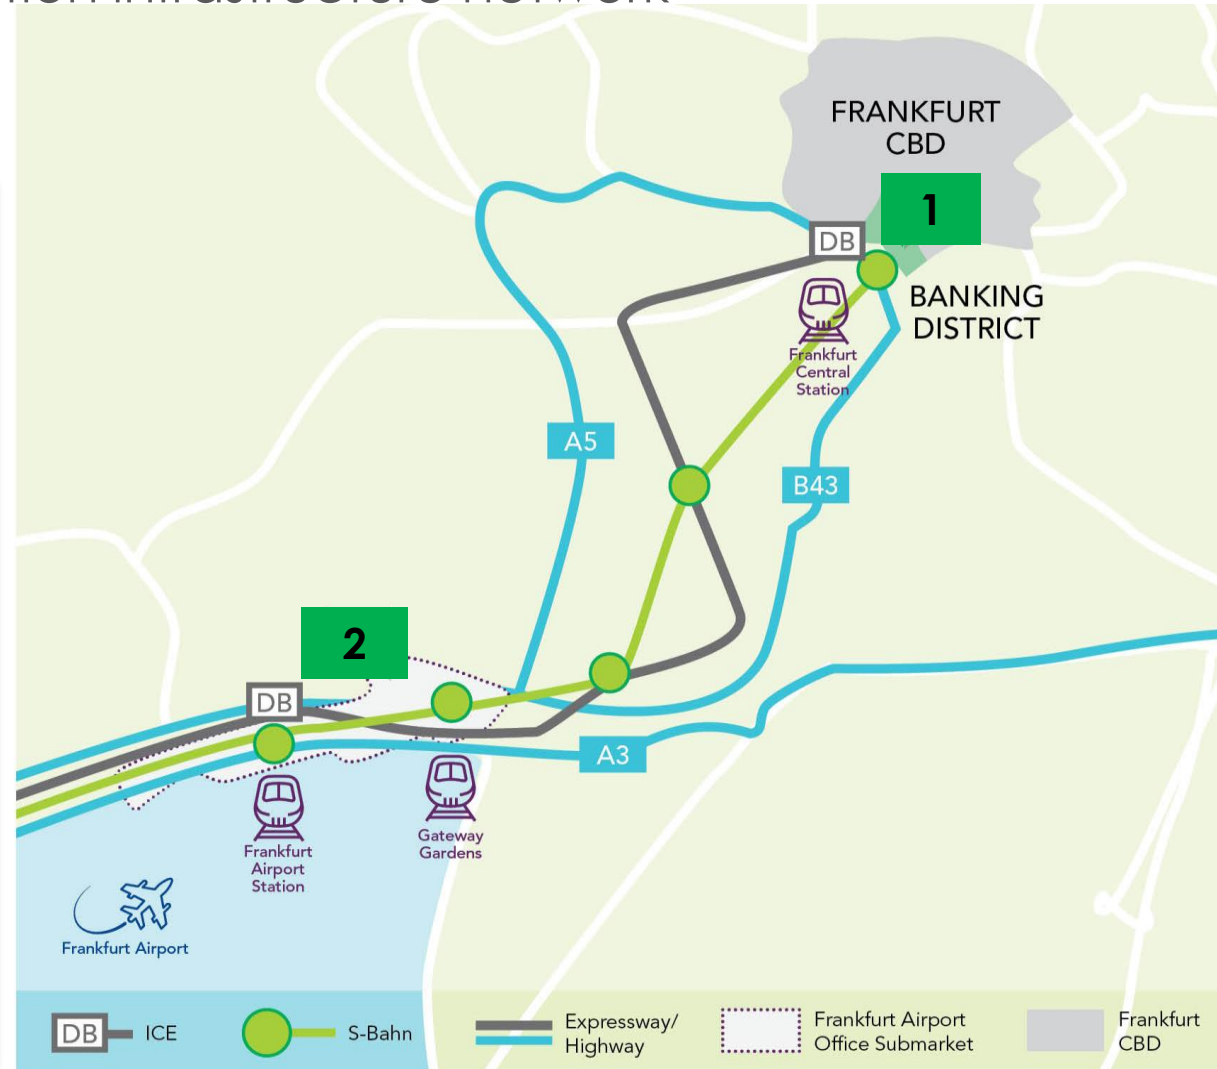 FRANKFURT
CBD
1
DB
BANKING
DISTRICT
Frankfurt
Central
Station
A5
B43
2
DB
A3
Gateway
Gardens
Frankfurt
Airport
Station
Frankfurt Airport
DB
ICE
S-Bahn
Expressway/
Highway
Frankfurt Airport
Office Submarket
Frankfurt
CBD